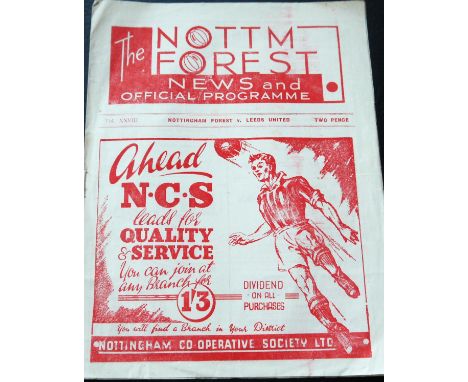 The NOTTM
FOREST
NEWS and
OFFICIAL PROGRAMME
Vol. XXVIII NOTTINGHAM FOREST v. LEEDS UNITED TWO PENCE
Ahead
N·C·S
leads for
QUALITY
& SERVICE
You can join at
any Branch for
1'3
DIVIDEND
ON ALL
PURCHASES
You will find a Branch in Your District
NOTTINGHAM CO-OPERATIVE SOCIETY LTD.